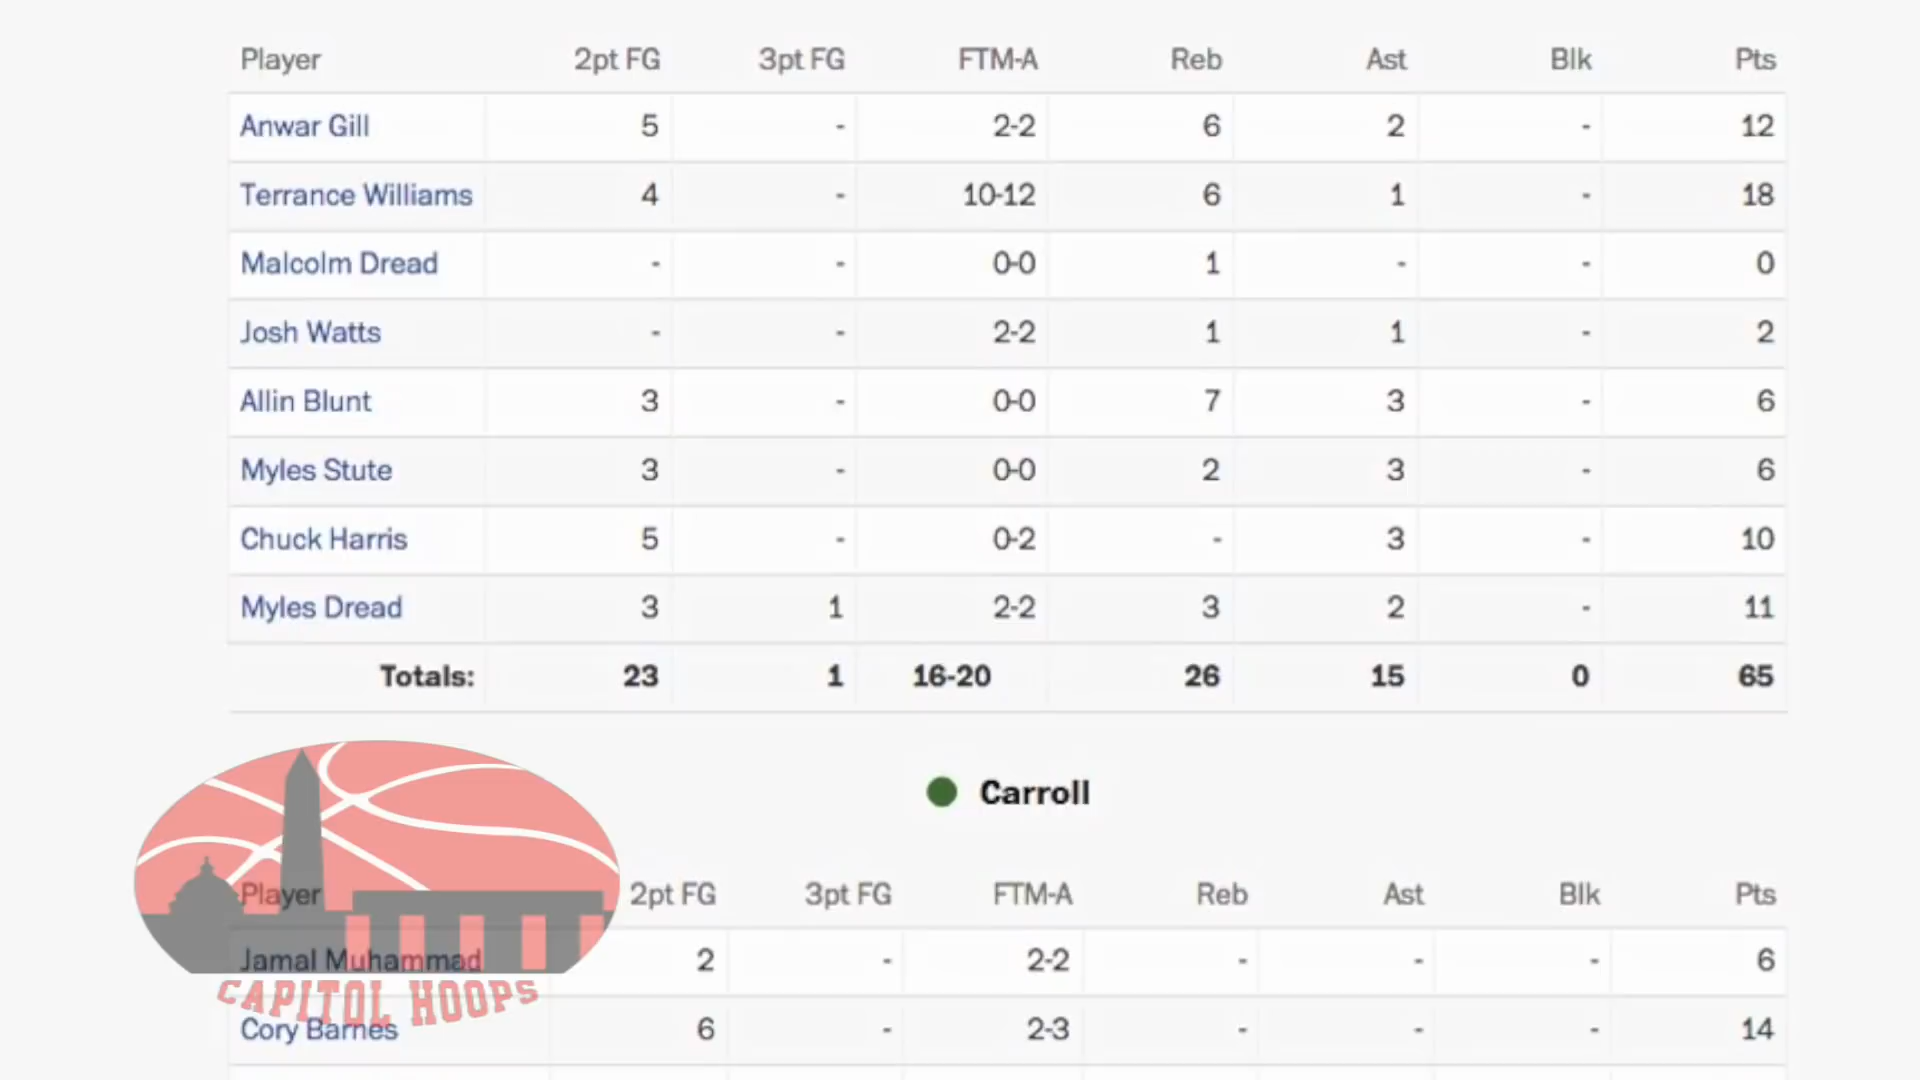 Player 2pt FG 3pt FG FTM-A Reb Ast Blk Pts
Anwar Gill 5 - 2-2 6 2 - 12
Terrance Williams 4 - 10-12 6 1 - 18
Malcolm Dread - - 0-0 1 - - 0
Josh Watts - - 2-2 1 1 - 2
Allin Blunt 3 - 0-0 7 3 - 6
Myles Stute 3 - 0-0 2 3 - 6
Chuck Harris 5 - 0-2 - 3 - 10
Myles Dread 3 1 2-2 3 2 - 11
Totals: 23 1 16-20 26 15 0 65
Carroll
Player 2pt FG 3pt FG FTM-A Reb Ast Blk Pts
Jamal Muhammad 2 - 2-2 - - - 6
CAPITOL HOOPS
Cory Barnes 6 - 2-3 - - - 14